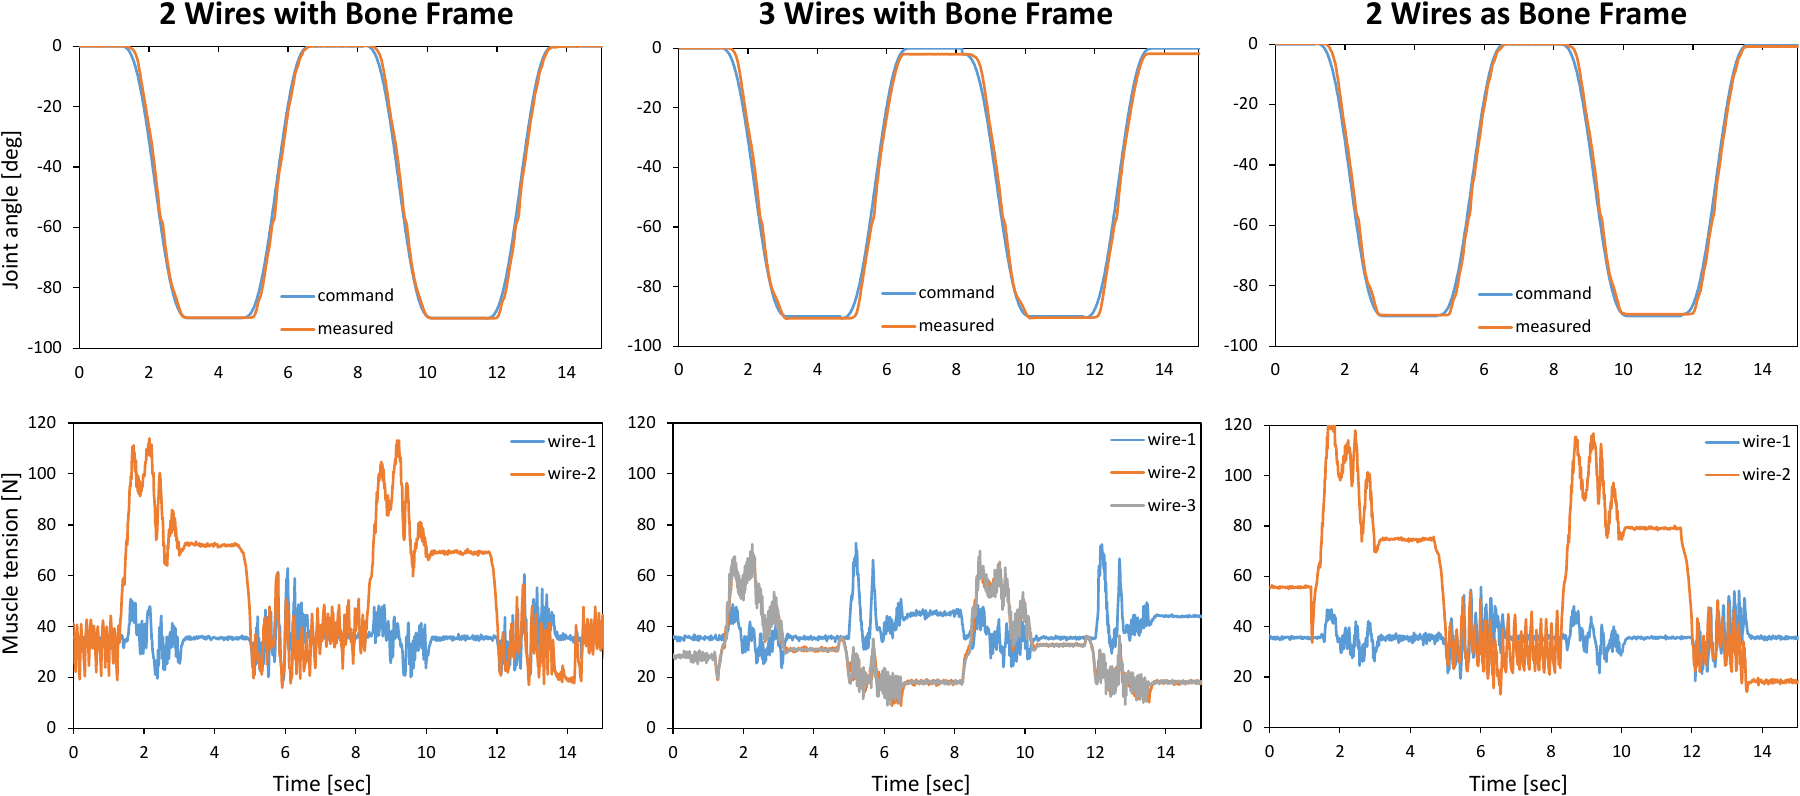 2 Wires with Bone Frame
3 Wires with Bone Frame
2 Wires as Bone Frame
Joint angle [deg]
0
-20
-40
-60
-80
-100
0 2 4 6 8 10 12 14
command
measured
0
-20
-40
-60
-80
-100
0 2 4 6 8 10 12 14
command
measured
0
-20
-40
-60
-80
-100
0 2 4 6 8 10 12 14
command
measured
Muscle tension [N]
120
100
80
60
40
20
0
0 2 4 6 8 10 12 14
wire-1
wire-2
Time [sec]
120
100
80
60
40
20
0
0 2 4 6 8 10 12 14
wire-1
wire-2
wire-3
Time [sec]
120
100
80
60
40
20
0
0 2 4 6 8 10 12 14
wire-1
wire-2
Time [sec]